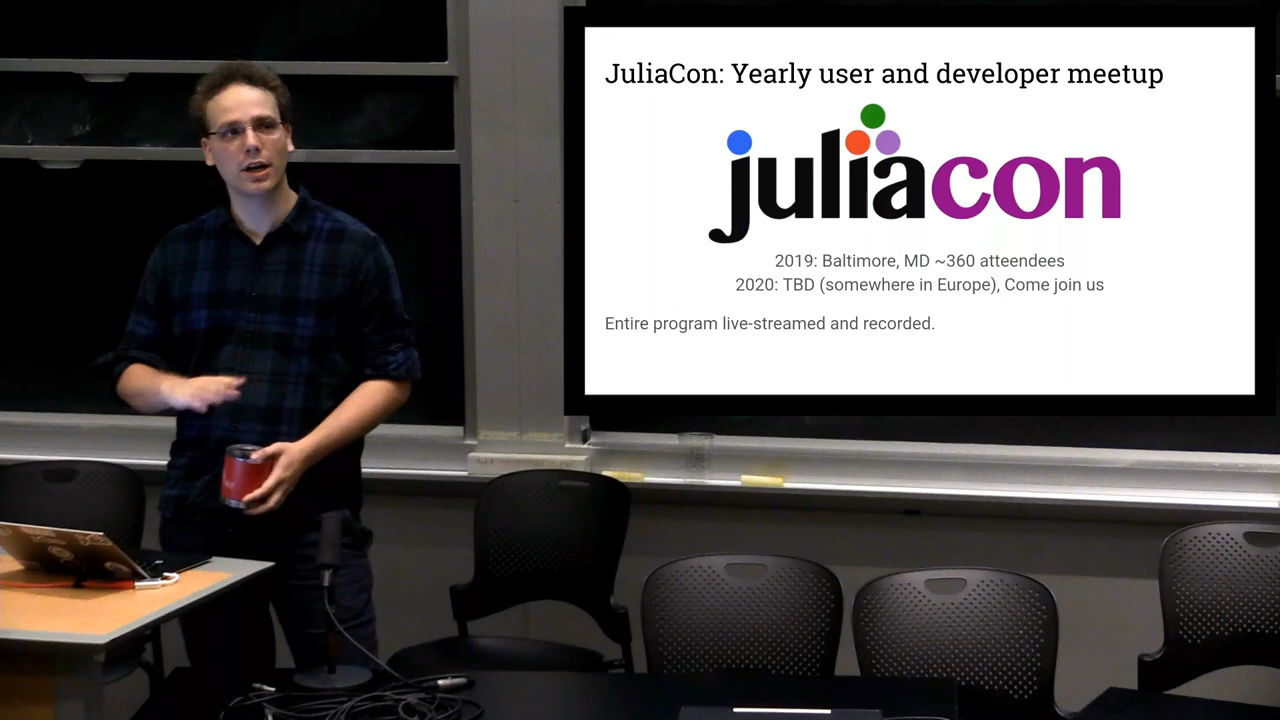 JuliaCon: Yearly user and developer meetup
juliacon
2019: Baltimore, MD ~360 atteendees
2020: TBD (somewhere in Europe), Come join us
Entire program live-streamed and recorded.